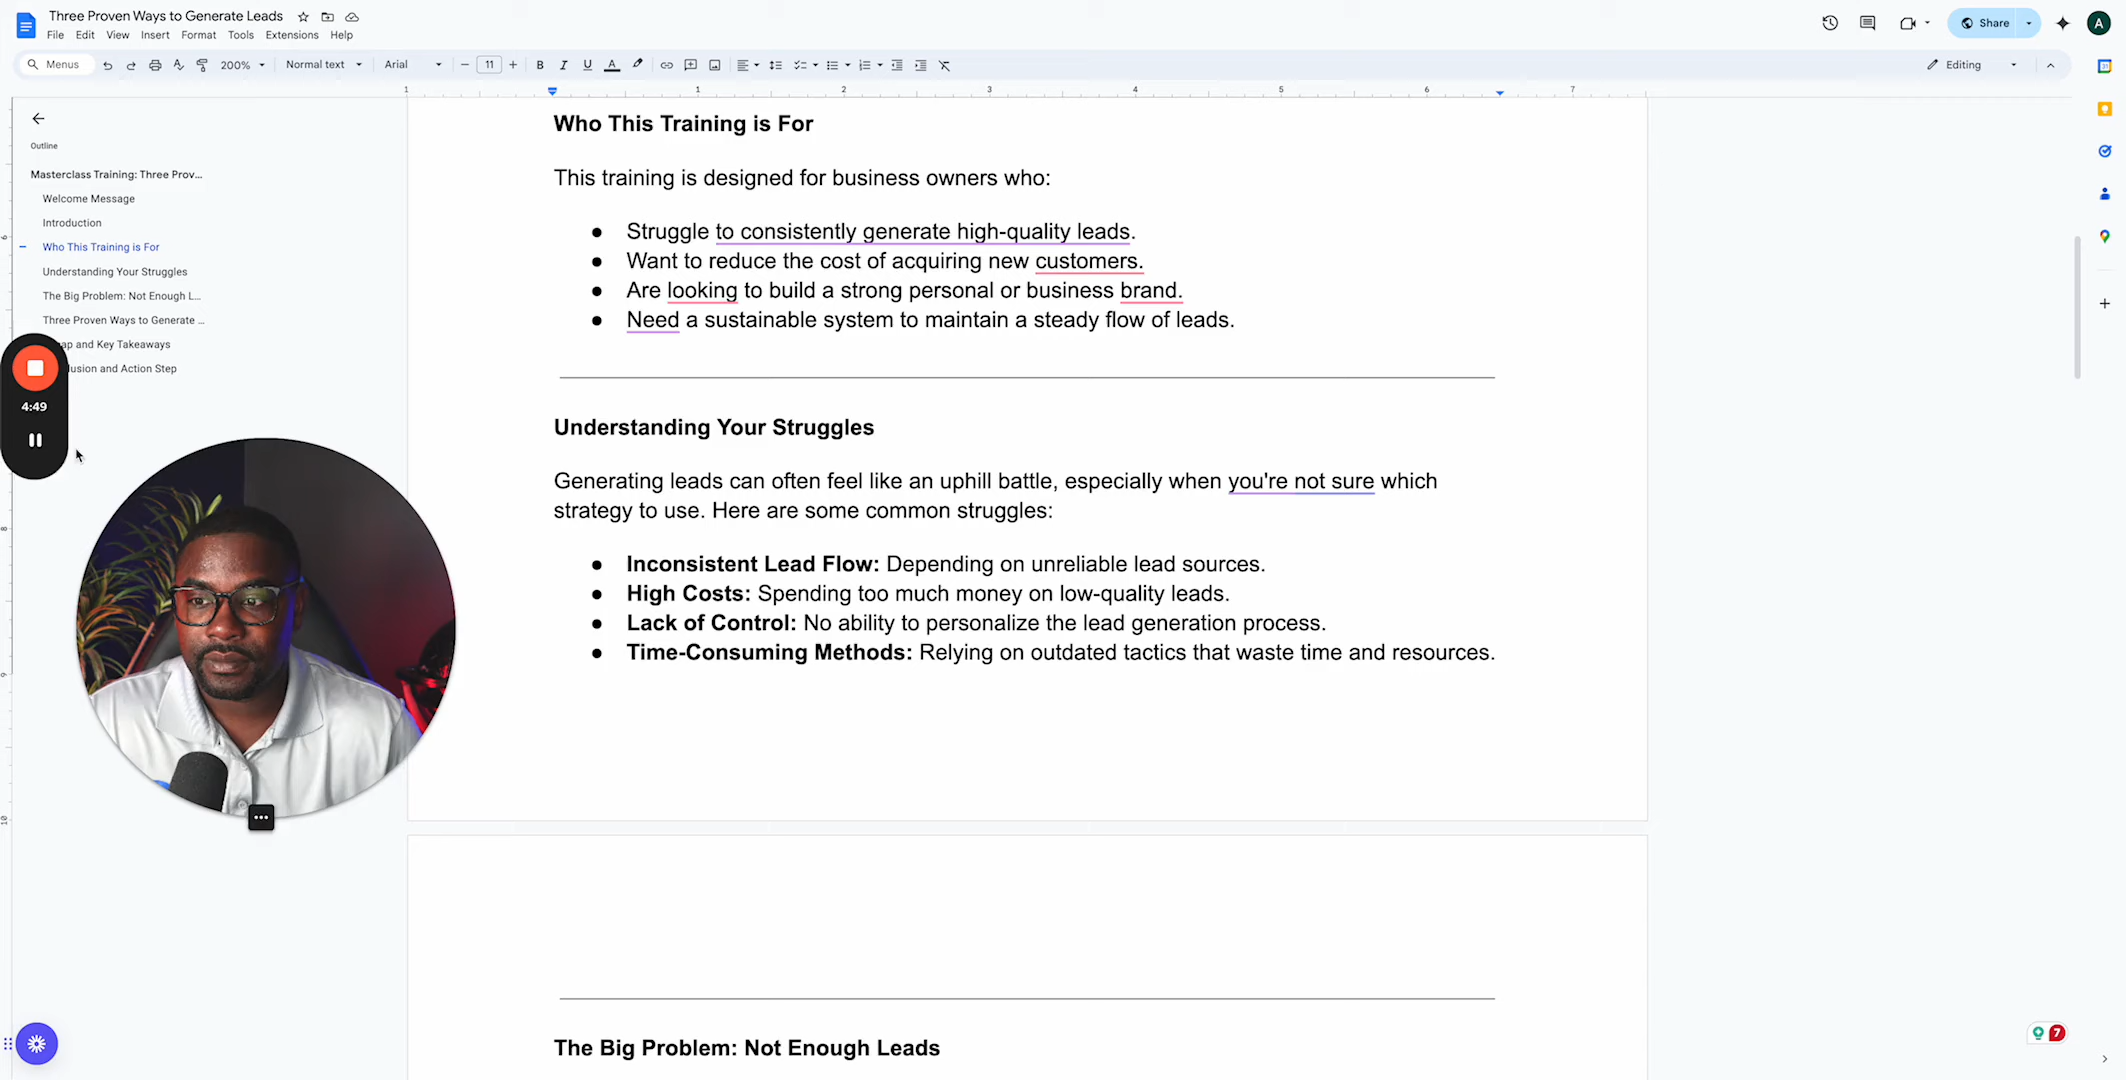 Three Proven Ways to Generate Leads
File Edit View Insert Format Tools Extensions Help
Share
A
Menus
200%
Normal text
Arial
11
B I U A
Editing
1 1 2 3 4 5 6 7
Outline
Masterclass Training: Three Prov...
Welcome Message
Introduction
Who This Training is For
Understanding Your Struggles
The Big Problem: Not Enough L...
Three Proven Ways to Generate ...
ap and Key Takeaways
lusion and Action Step
4:49
Who This Training is For
This training is designed for business owners who:
● Struggle to consistently generate high-quality leads.
● Want to reduce the cost of acquiring new customers.
● Are looking to build a strong personal or business brand.
● Need a sustainable system to maintain a steady flow of leads.
Understanding Your Struggles
Generating leads can often feel like an uphill battle, especially when you're not sure which
strategy to use. Here are some common struggles:
● Inconsistent Lead Flow: Depending on unreliable lead sources.
● High Costs: Spending too much money on low-quality leads.
● Lack of Control: No ability to personalize the lead generation process.
● Time-Consuming Methods: Relying on outdated tactics that waste time and resources.
The Big Problem: Not Enough Leads
7